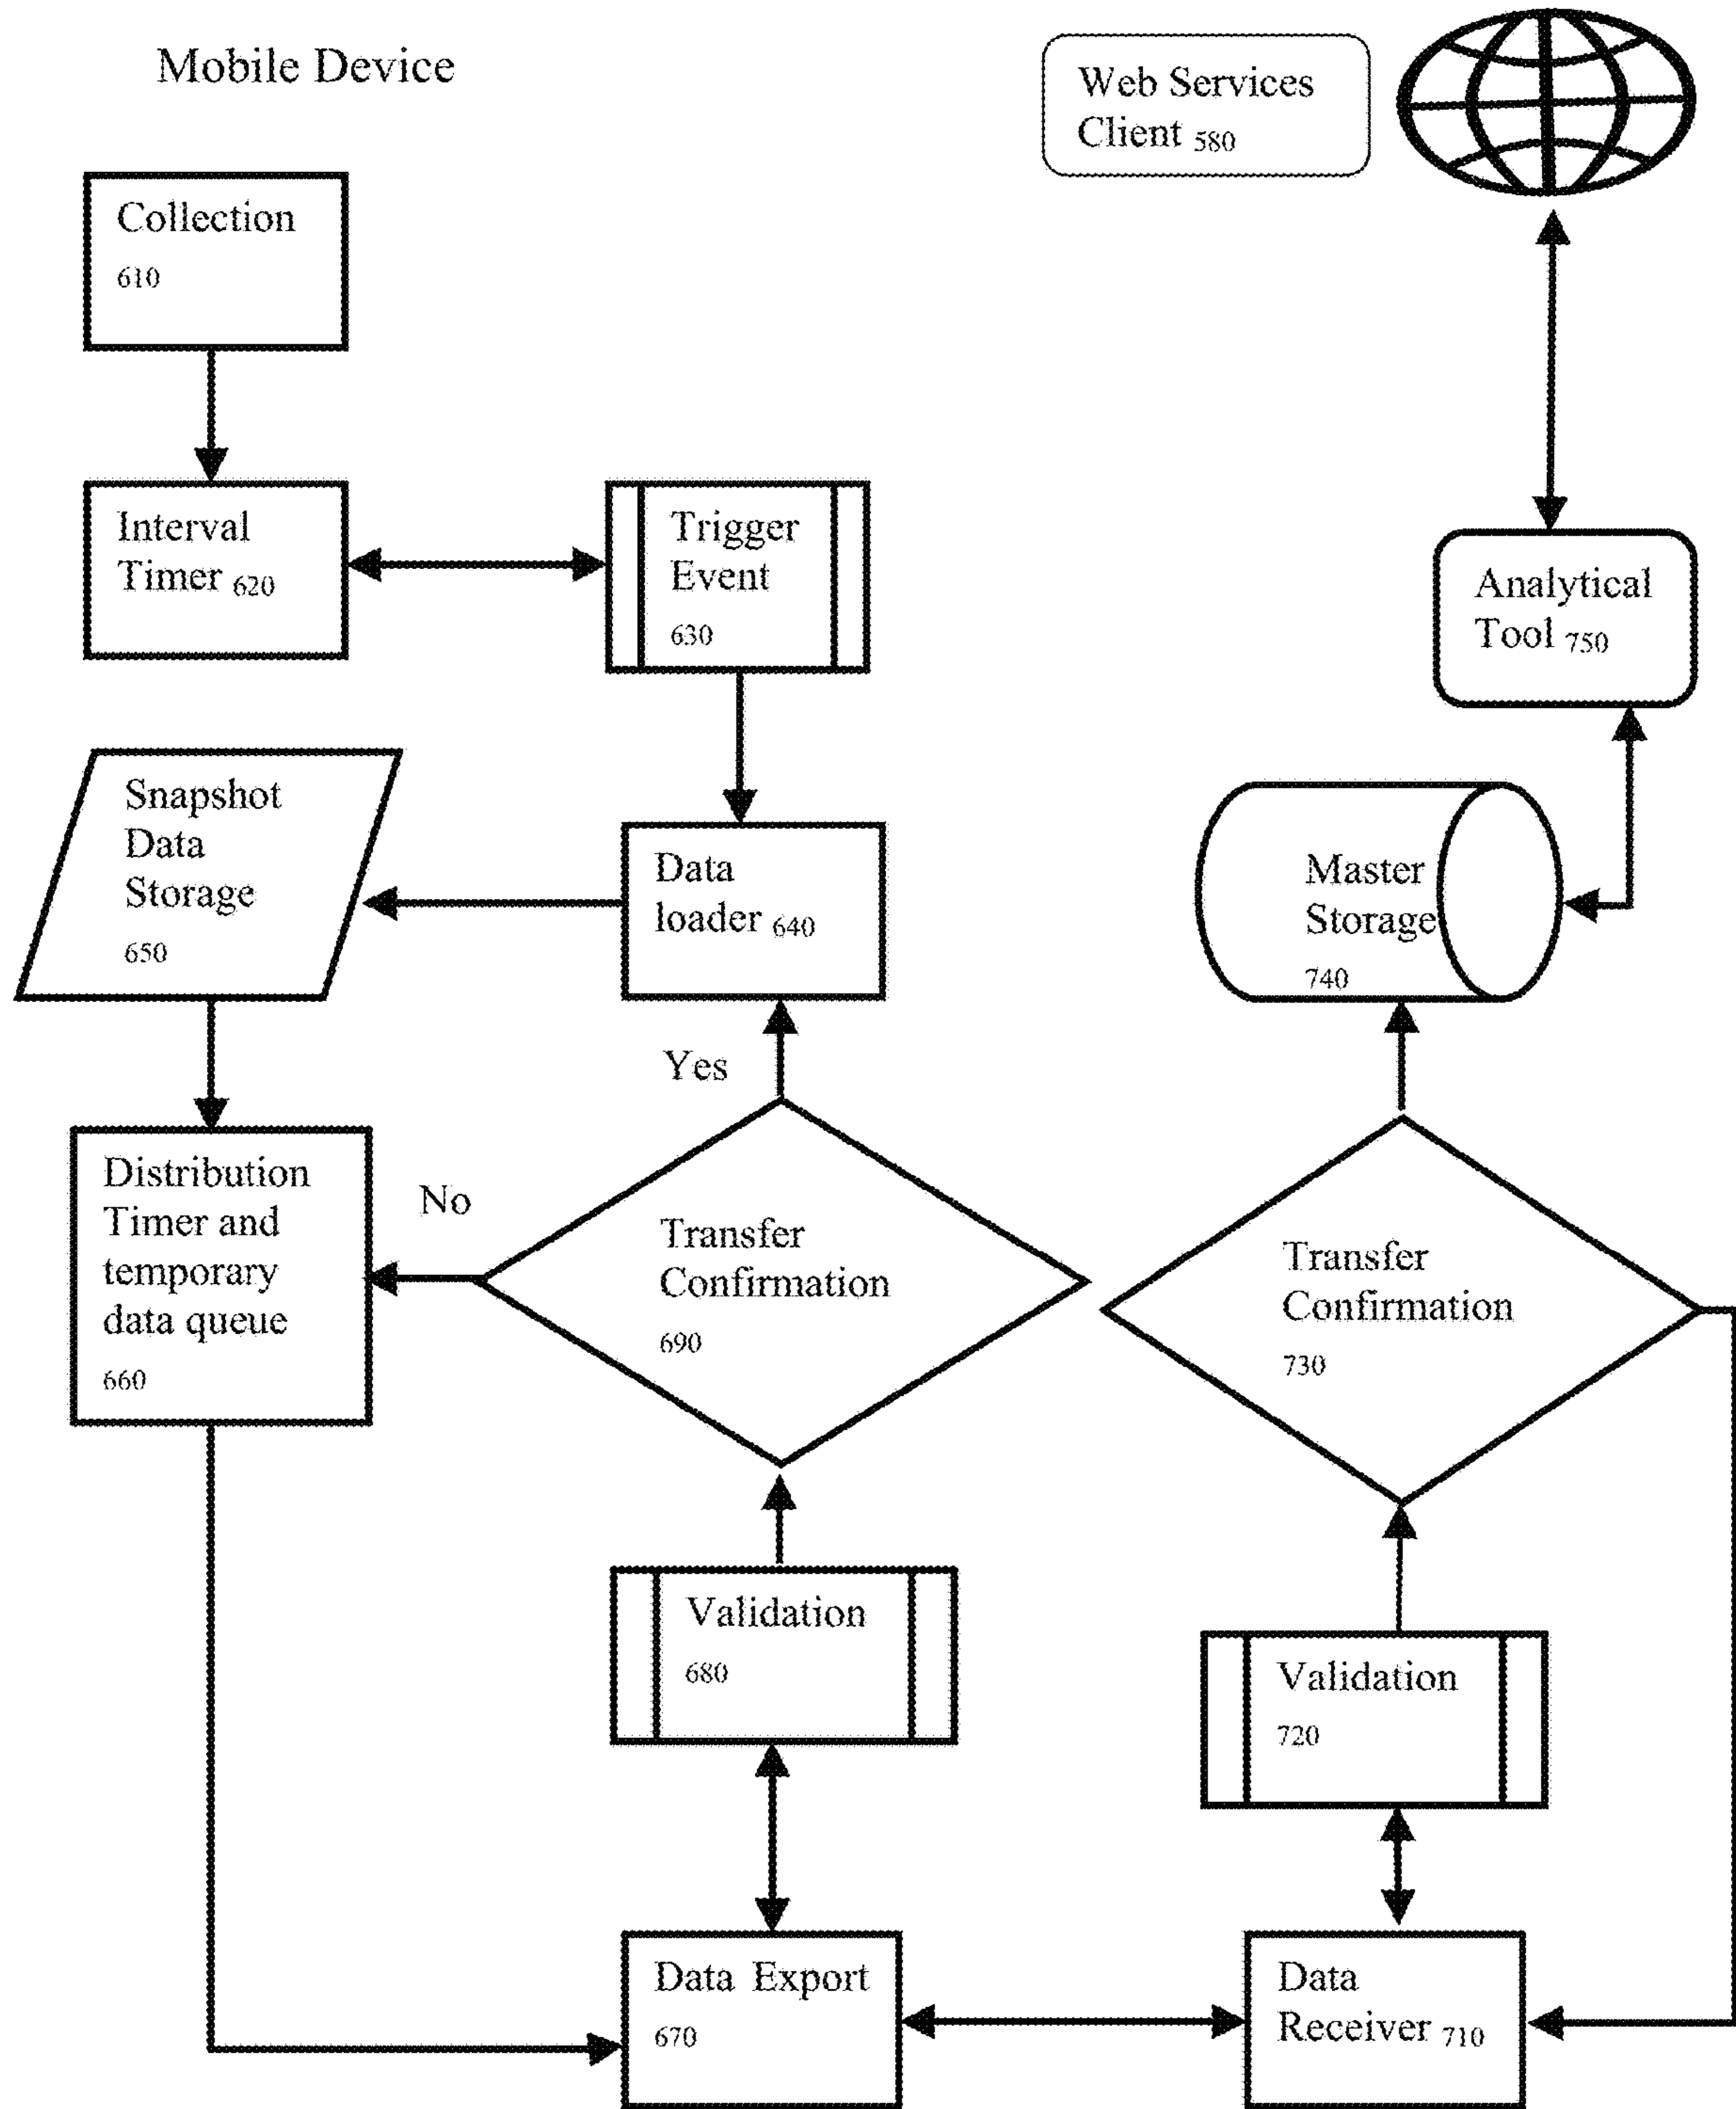 Mobile Device
Web Services
Client 580
Collection
610
Interval
Timer 620
Trigger
Event
630
Analytical
Tool 750
Snapshot
Data
Storage
650
Data
loader 640
Master
Storage
740
Yes
Distribution
Timer and
temporary
data queue
660
No
Transfer
Confirmation
690
Transfer
Confirmation
730
Validation
680
Validation
720
Data Export
670
Data
Receiver 710